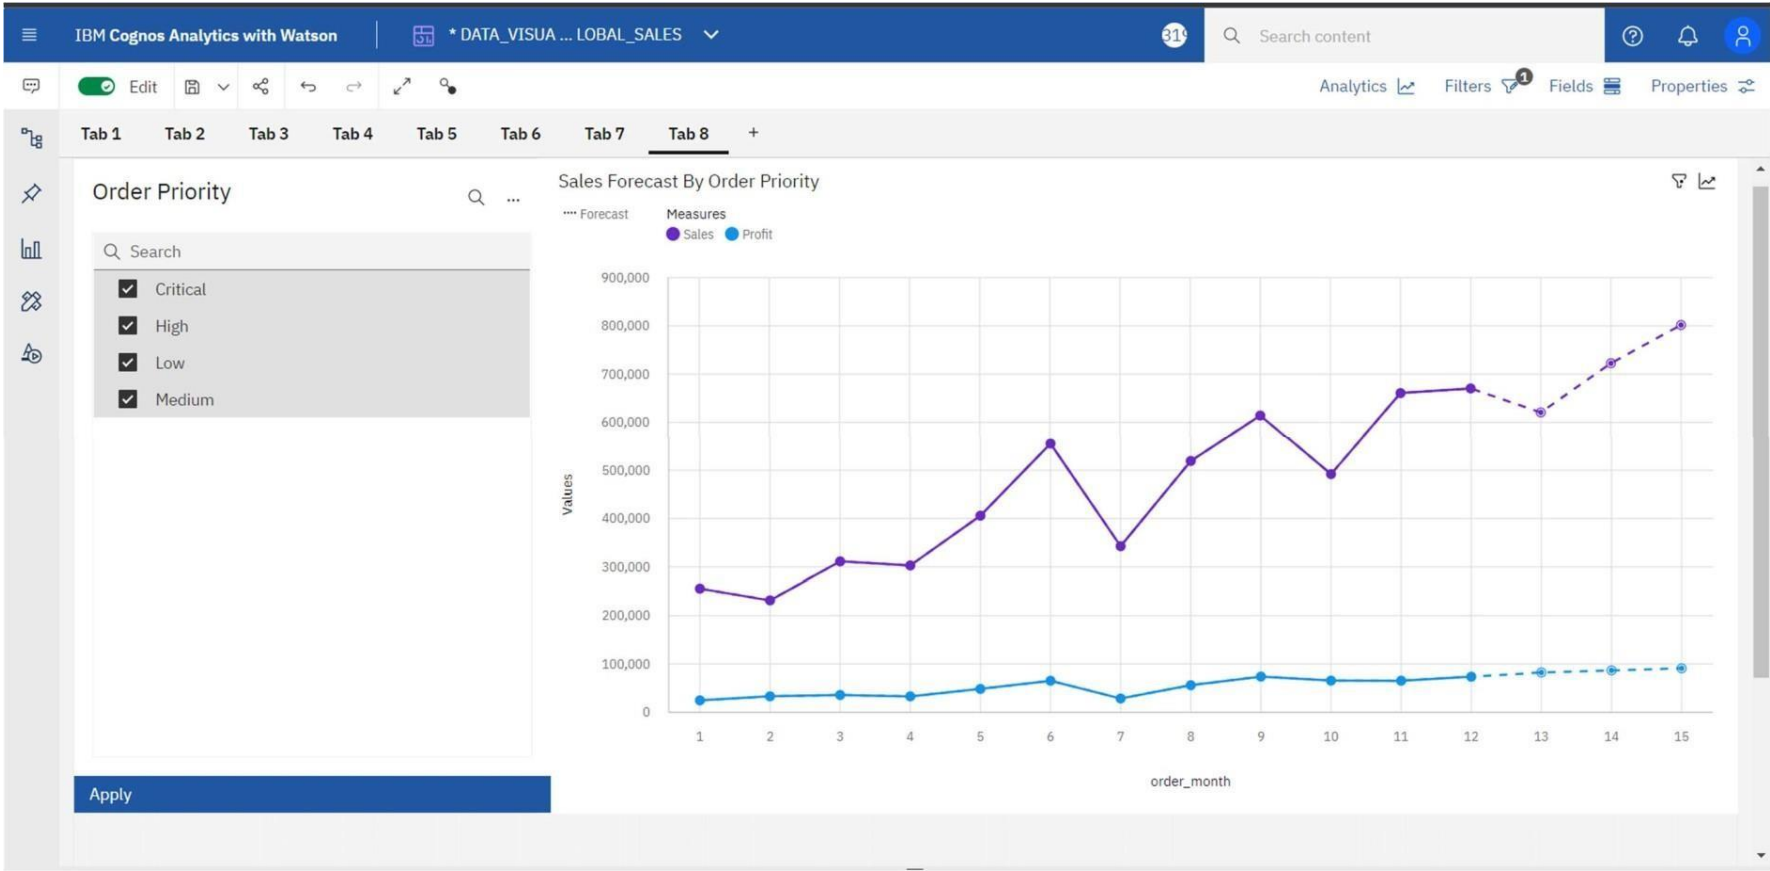 IBM Cognos Analytics with Watson
* DATA_VISUA ... LOBAL_SALES
Search content
Edit
Analytics
Filters
1
Fields
Properties
Tab 1
Tab 2
Tab 3
Tab 4
Tab 5
Tab 6
Tab 7
Tab 8
+
Order Priority
...
Search
Critical
High
Low
Medium
Apply
Sales Forecast By Order Priority
Forecast
Measures
Sales
Profit
900,000
800,000
700,000
600,000
500,000
400,000
300,000
200,000
100,000
0
Values
1 2 3 4 5 6 7 8 9 10 11 12 13 14 15
order_month